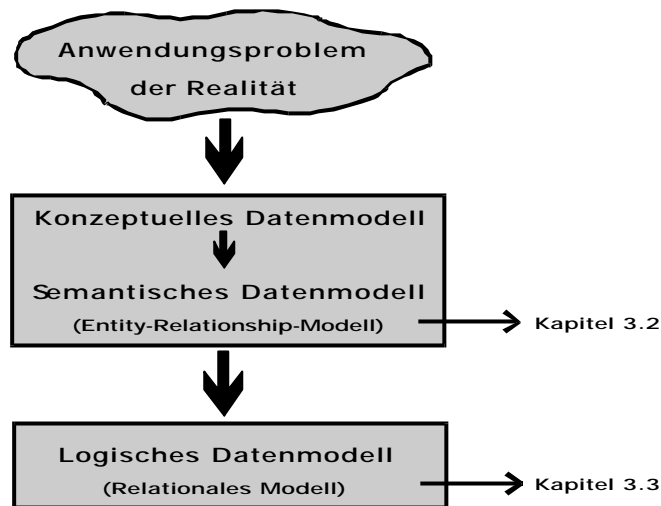 Anwendungsproblem
der Realität
Konzeptuelles Datenmodell
Semantisches Datenmodell
(Entity-Relationship-Modell)
Kapitel 3.2
Logisches Datenmodell
(Relationales Modell)
Kapitel 3.3